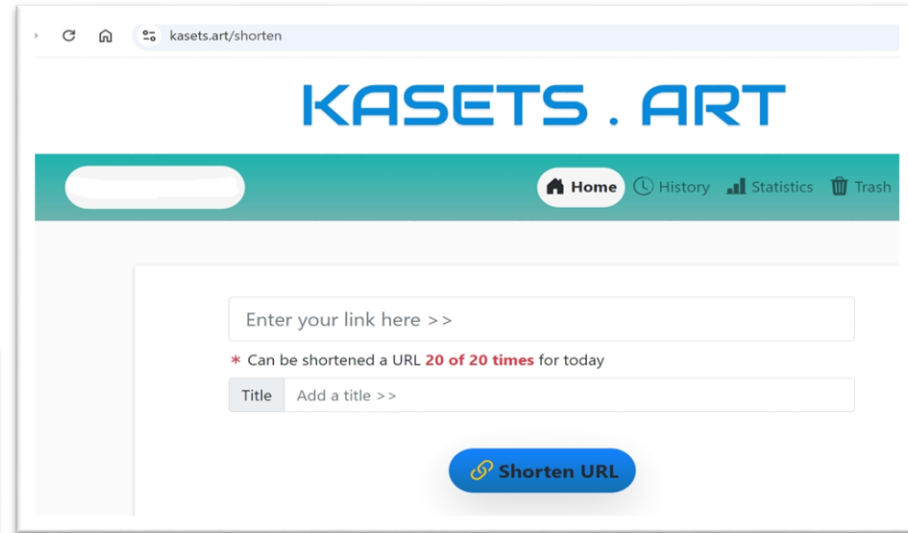 kasets.art/shorten
KASETS . ART
Home History Statistics Trash
Enter your link here >>
* Can be shortened a URL 20 of 20 times for today
Title Add a title >>
Shorten URL